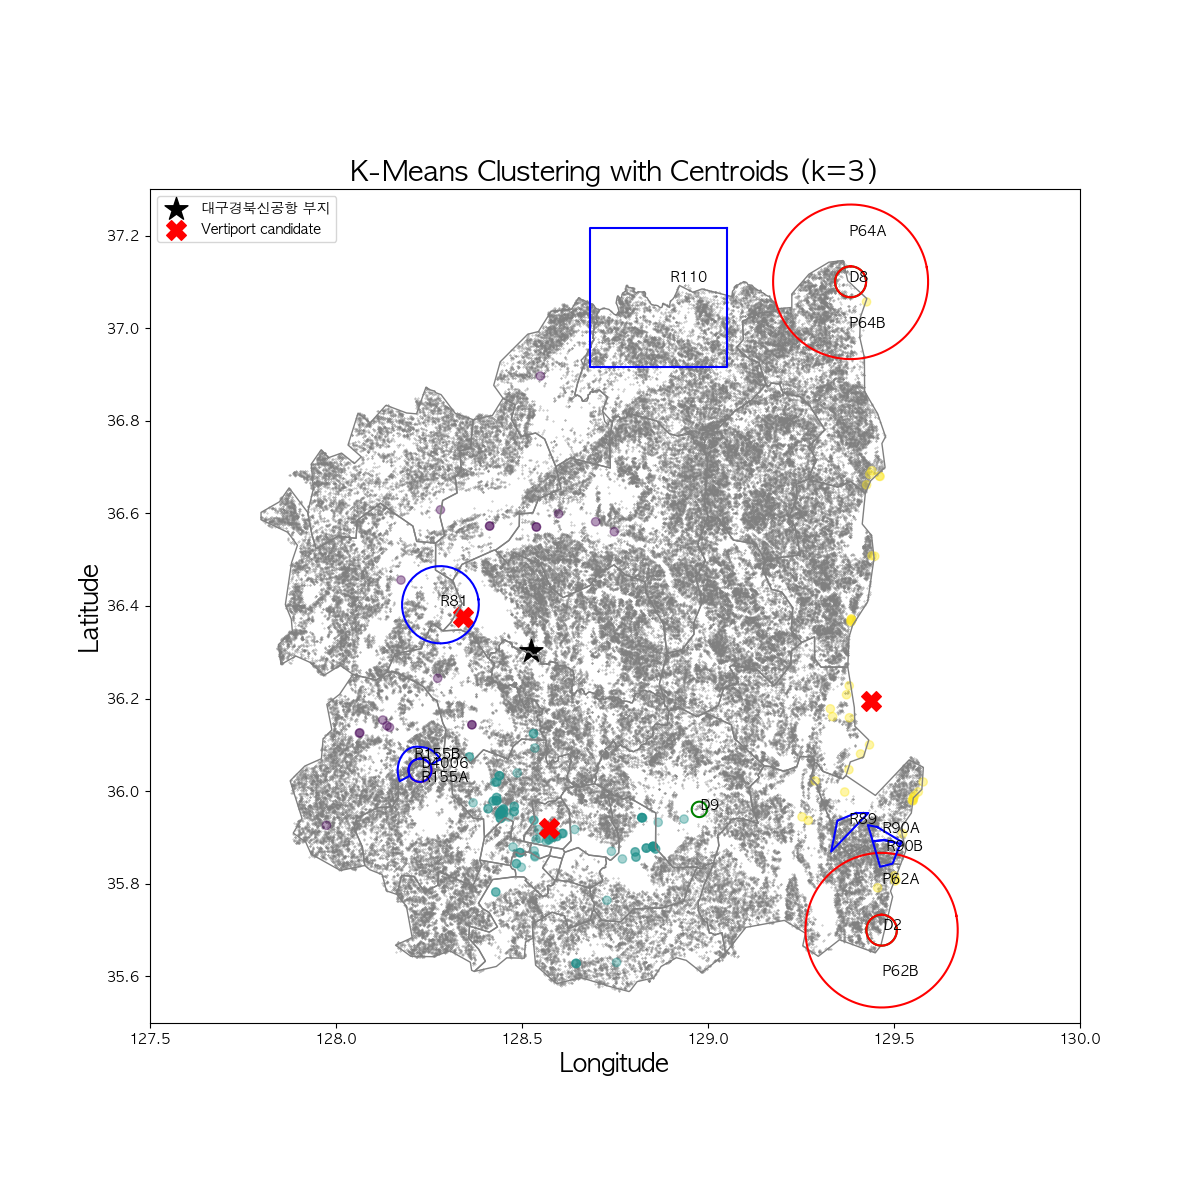 K-Means Clustering with Centroids (k=3)
대구경북신공항 부지
Vertiport candidate
37.2
37.0
36.8
36.6
36.4
36.2
36.0
35.8
35.6
Latitude
P64A
D8
P64B
R110
R81
R155B
R155A
D9
R89
R90A
R90B
P62A
D2
P62B
127.5
128.0
128.5
129.0
129.5
130.0
Longitude